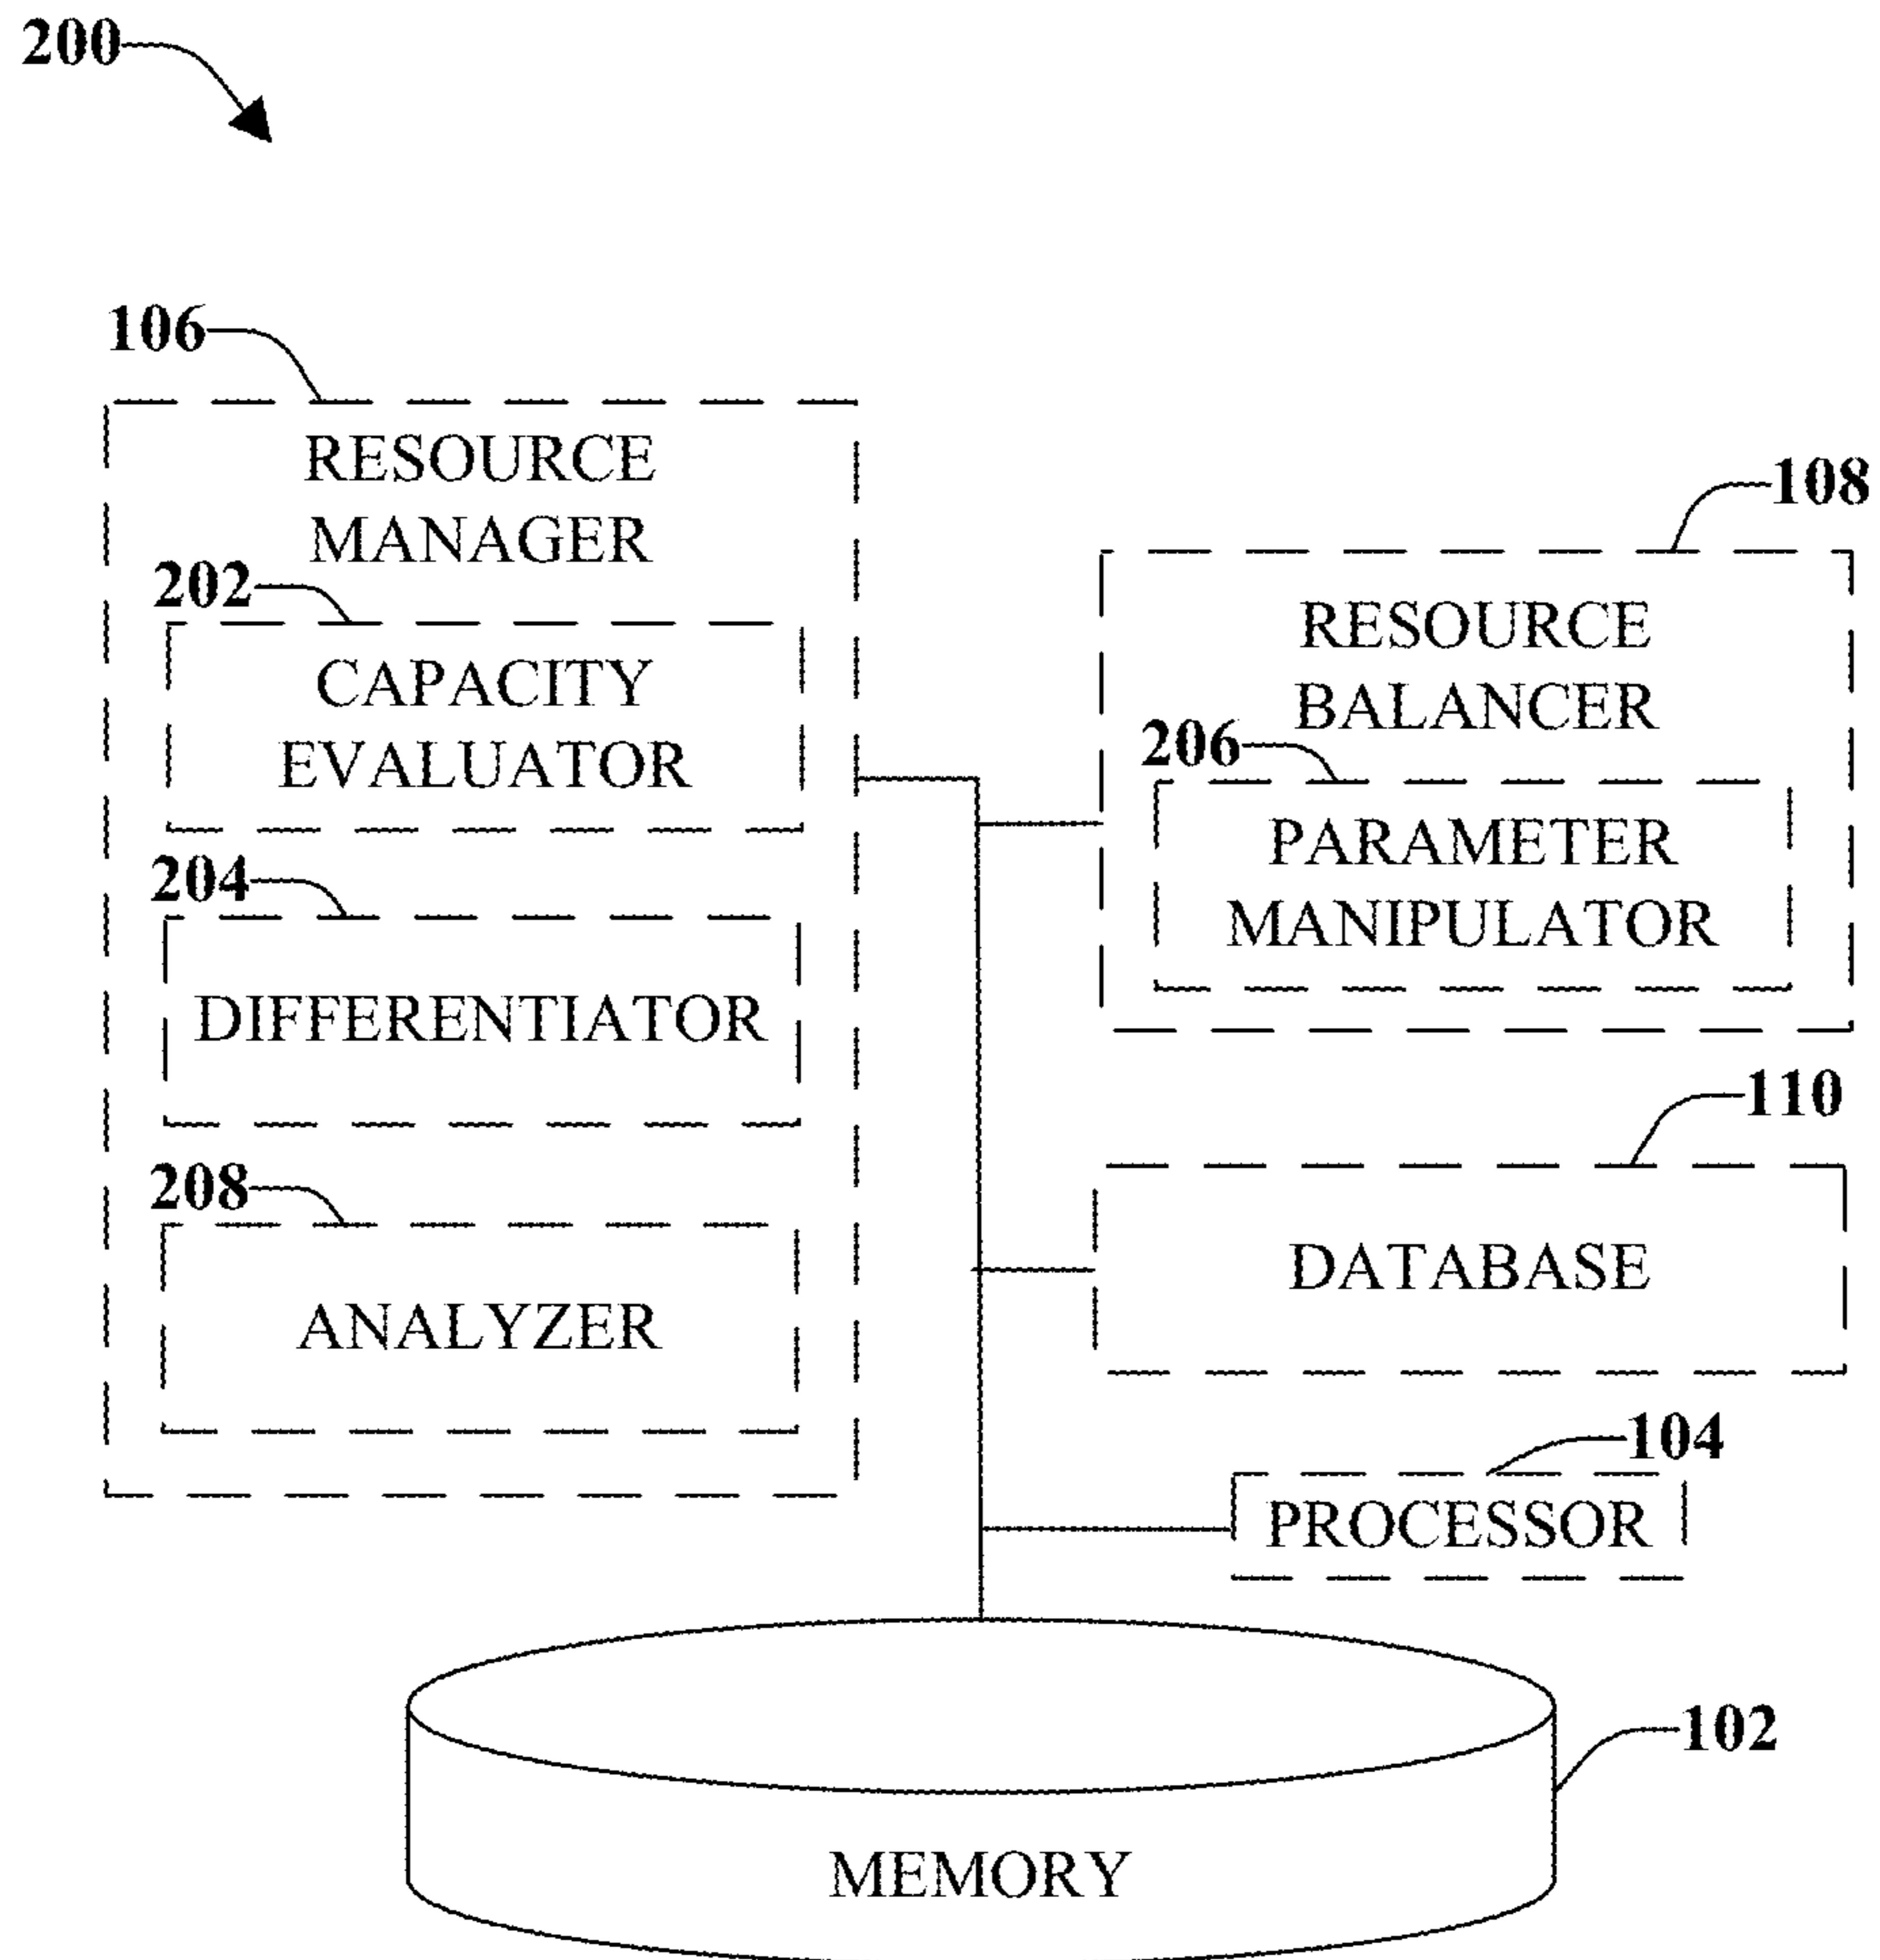 200
106
RESOURCE
MANAGER
202
CAPACITY
EVALUATOR
204
DIFFERENTIATOR
208
ANALYZER
108
RESOURCE
BALANCER
206
PARAMETER
MANIPULATOR
110
DATABASE
104
PROCESSOR
102
MEMORY